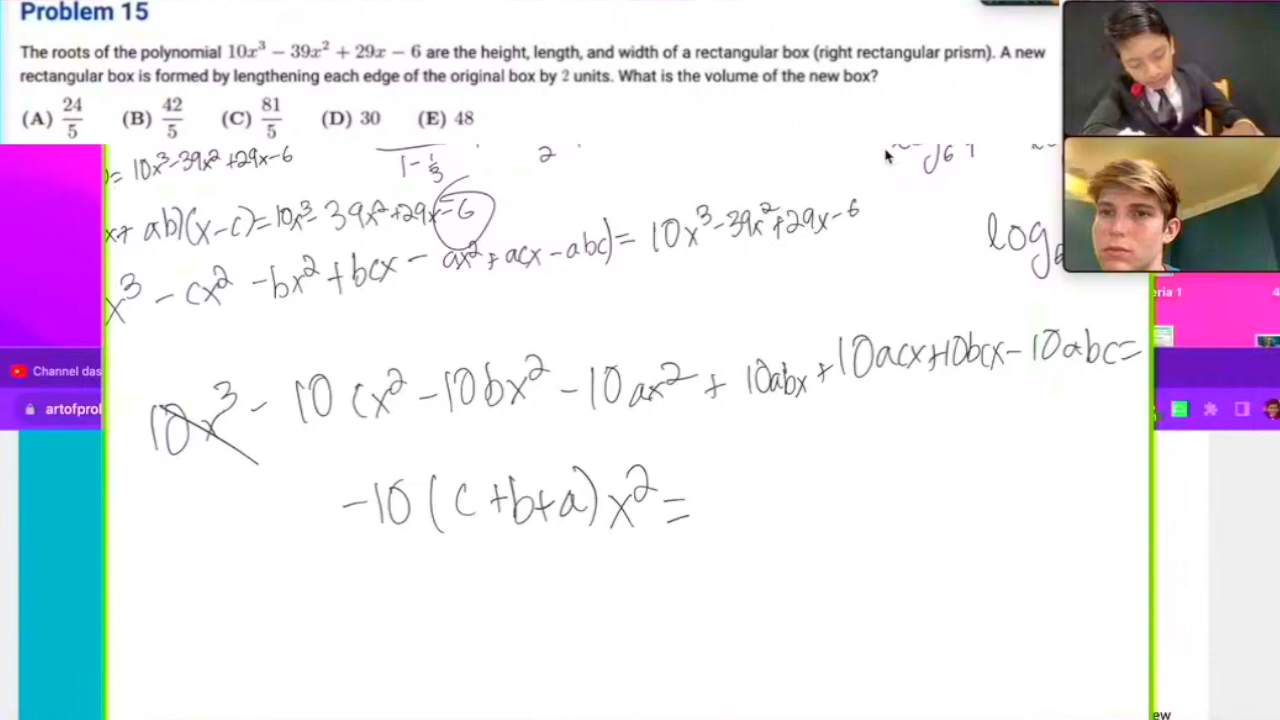 Problem 15
The roots of the polynomial 10x³ − 39x² + 29x − 6 are the height, length, and width of a rectangular box (right rectangular prism). A new
rectangular box is formed by lengthening each edge of the original box by 2 units. What is the volume of the new box?
(A) 24/5 (B) 42/5 (C) 81/5 (D) 30 (E) 48
= 10x³-39x²+29x-6
1-1/3
2
x+ ab)(x-c)=10x³-39x²+29x-6
x³ - cx² - bx² + bcx - ax² + acx - abc) = 10x³-39x²+29x-6
log
eria 1
4
Channel das
10x³ - 10cx² - 10bx² - 10ax² + 10abx + 10acx+10bcx - 10abc =
artofprol
-10(c+b+a)x² =
ew